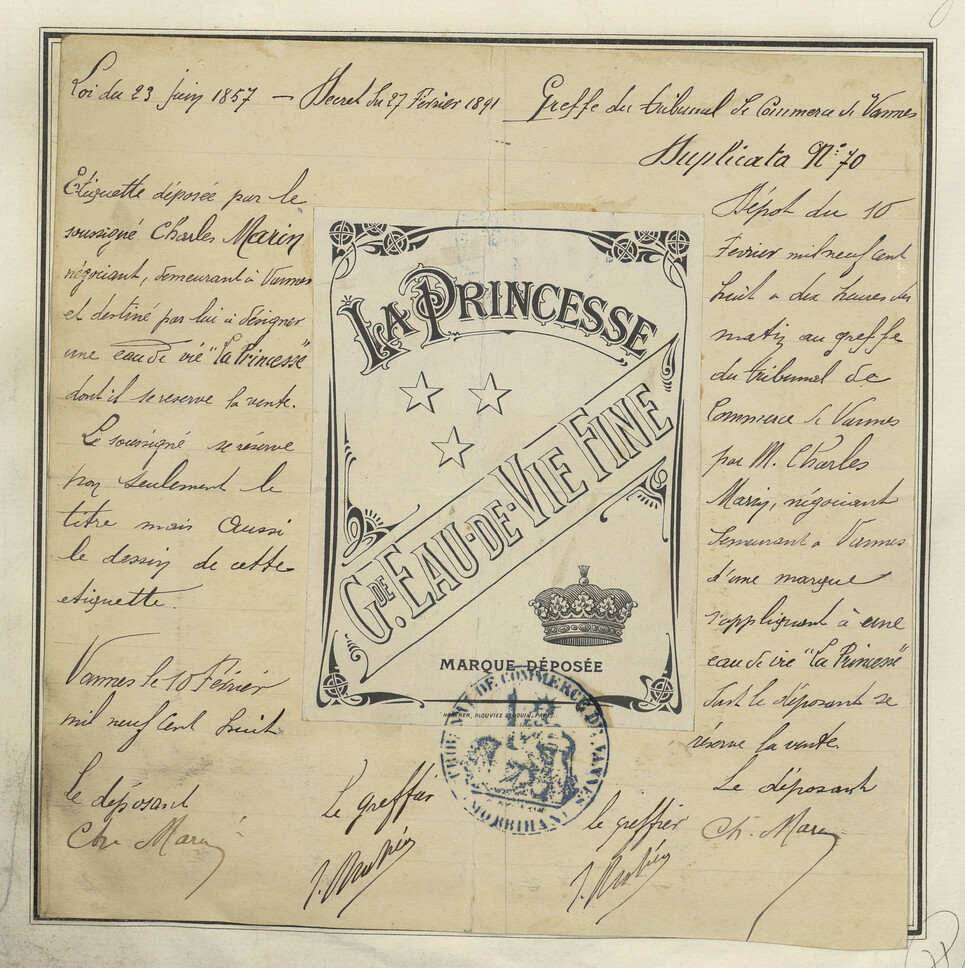 Loi du 23 juin 1857 — Décret du 27 Février 1891
Greffe du tribunal de Commerce de Vannes
Duplicata N° 70
Etiquette déposée par le
soussigné Charles Marin
négociant, demeurant à Vannes
et destiné par lui à désigner
une eau de vie "La Princesse"
dont il se reserve la vente.
Le soussigné se réserve
non seulement le
titre mais aussi
le dessin de cette
etiquette.
Vannes le 10 Février
mil neuf cent huit
le déposant
Ch. Marin
LA PRINCESSE
GDE. EAU-DE-VIE FINE
MARQUE DÉPOSÉE
TRIBUNAL DE COMMERCE DE VANNES
MORBIHAN
le greffier
le greffier
Dépot du 10
Février mil neuf cent
huit a dix heures du
matin au greffe
du tribunal de
Commerce de Vannes
par M. Charles
Marin, négociant
demeurant a Vannes
d'une marque
s'appliquant à une
eau de vie "La Princesse"
dont le déposant se
réserve la vente.
Le déposant
Ch. Marin